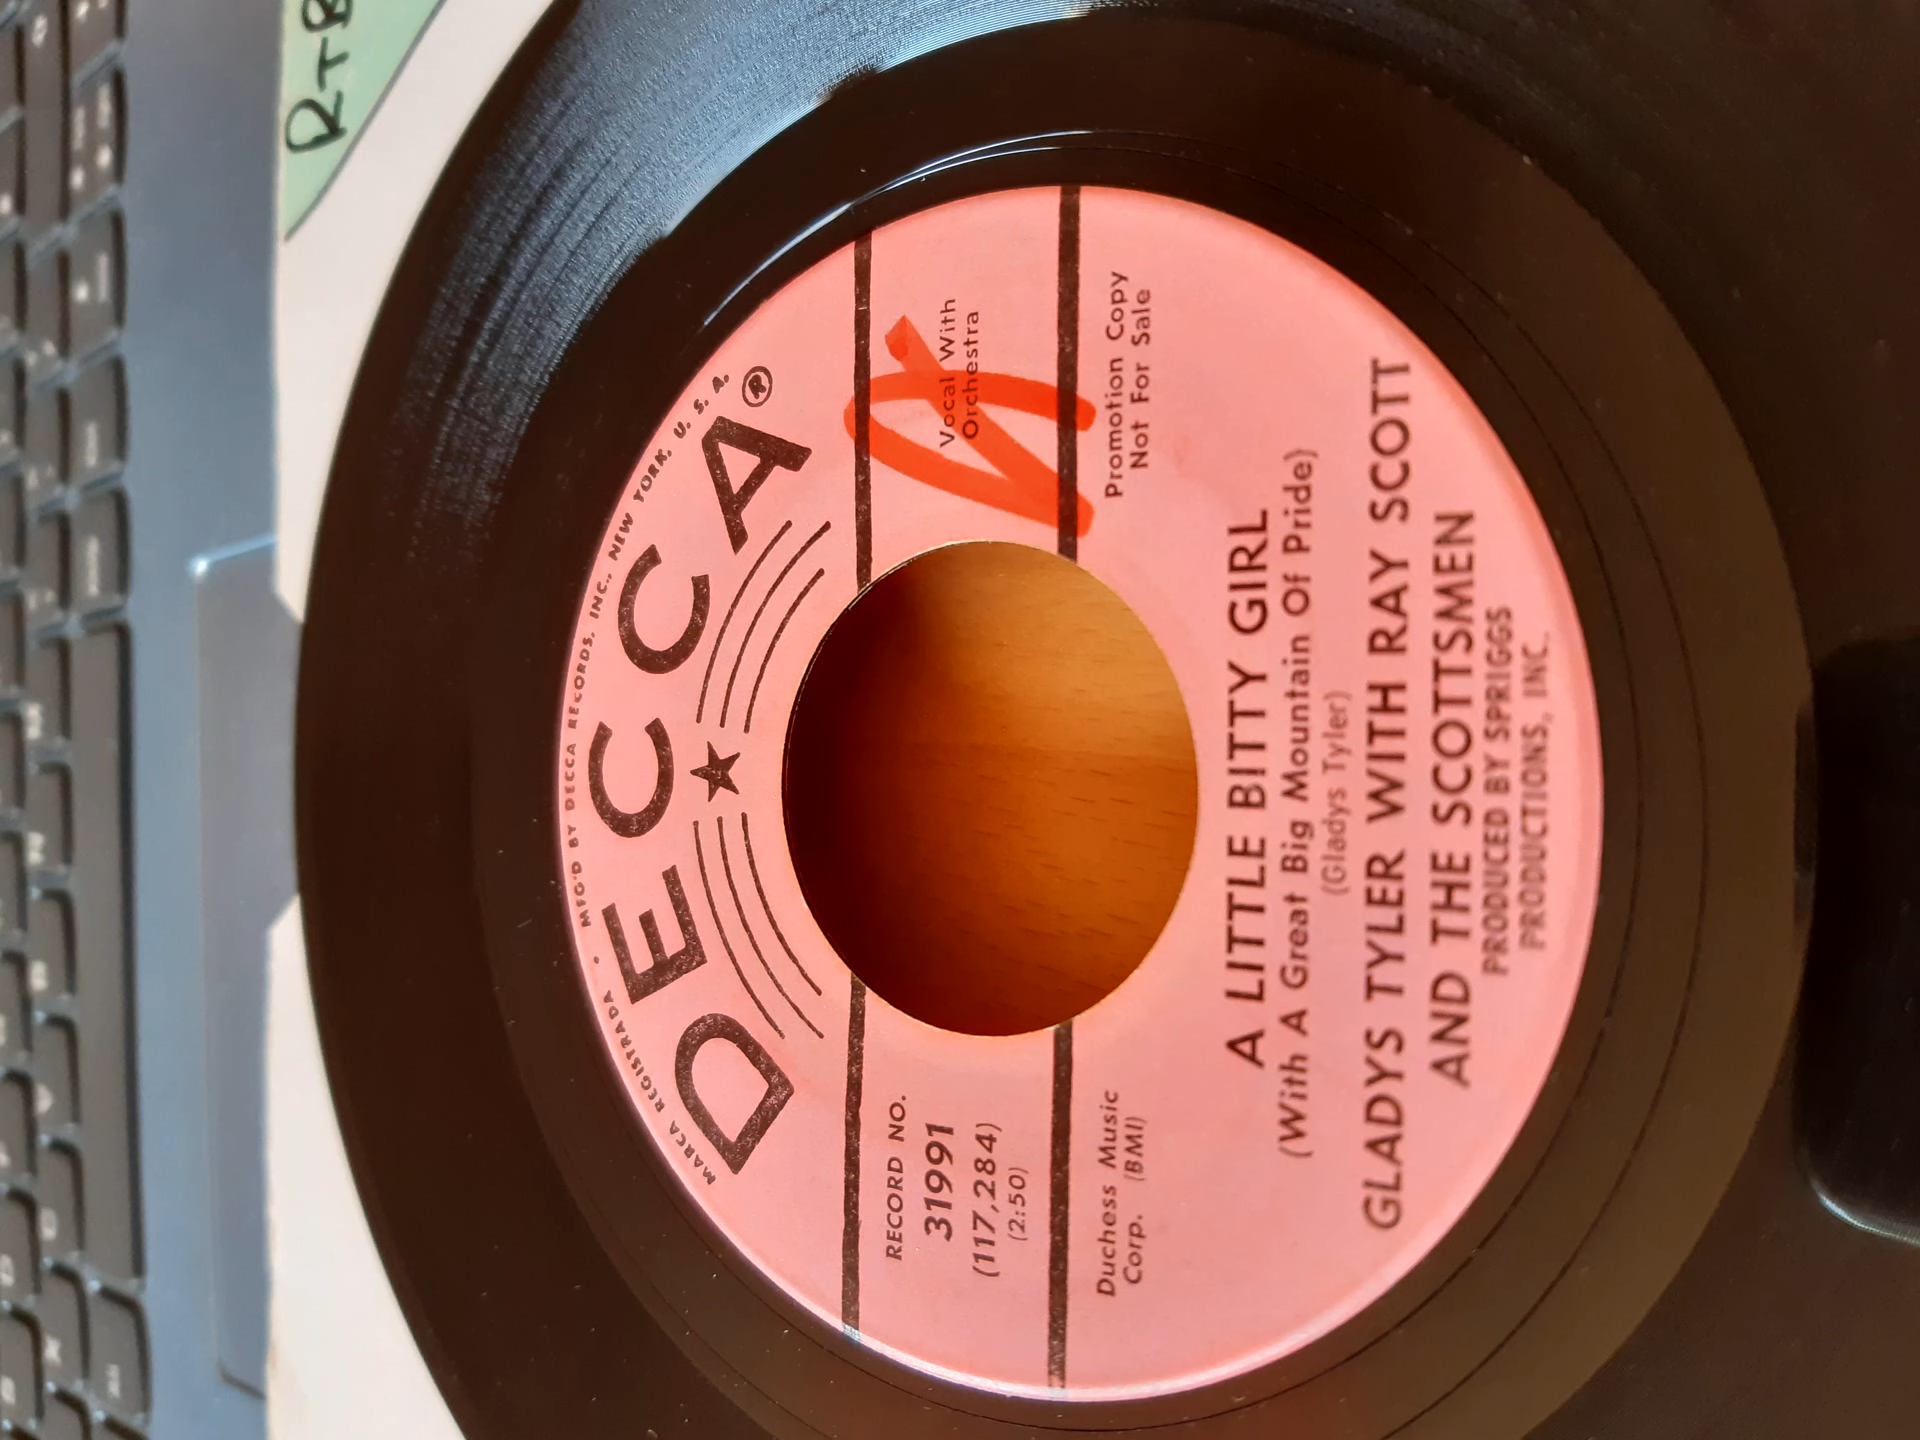 MARCA REGISTRADA • MFG'D BY DECCA RECORDS, INC., NEW YORK, U. S. A.
DECCA®
RECORD NO.
31991
(117,284)
(2:50)
Vocal With
Orchestra
Duchess Music
Corp. (BMI)
Promotion Copy
Not For Sale
A LITTLE BITTY GIRL
(With A Great Big Mountain Of Pride)
(Gladys Tyler)
GLADYS TYLER WITH RAY SCOTT
AND THE SCOTTSMEN
PRODUCED BY SPRIGGS
PRODUCTIONS, INC.